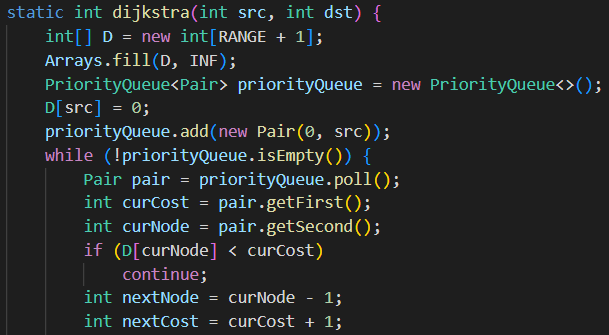 static int dijkstra(int src, int dst) {
    int[] D = new int[RANGE + 1];
    Arrays.fill(D, INF);
    PriorityQueue<Pair> priorityQueue = new PriorityQueue<>();
    D[src] = 0;
    priorityQueue.add(new Pair(0, src));
    while (!priorityQueue.isEmpty()) {
        Pair pair = priorityQueue.poll();
        int curCost = pair.getFirst();
        int curNode = pair.getSecond();
        if (D[curNode] < curCost)
            continue;
        int nextNode = curNode - 1;
        int nextCost = curCost + 1;